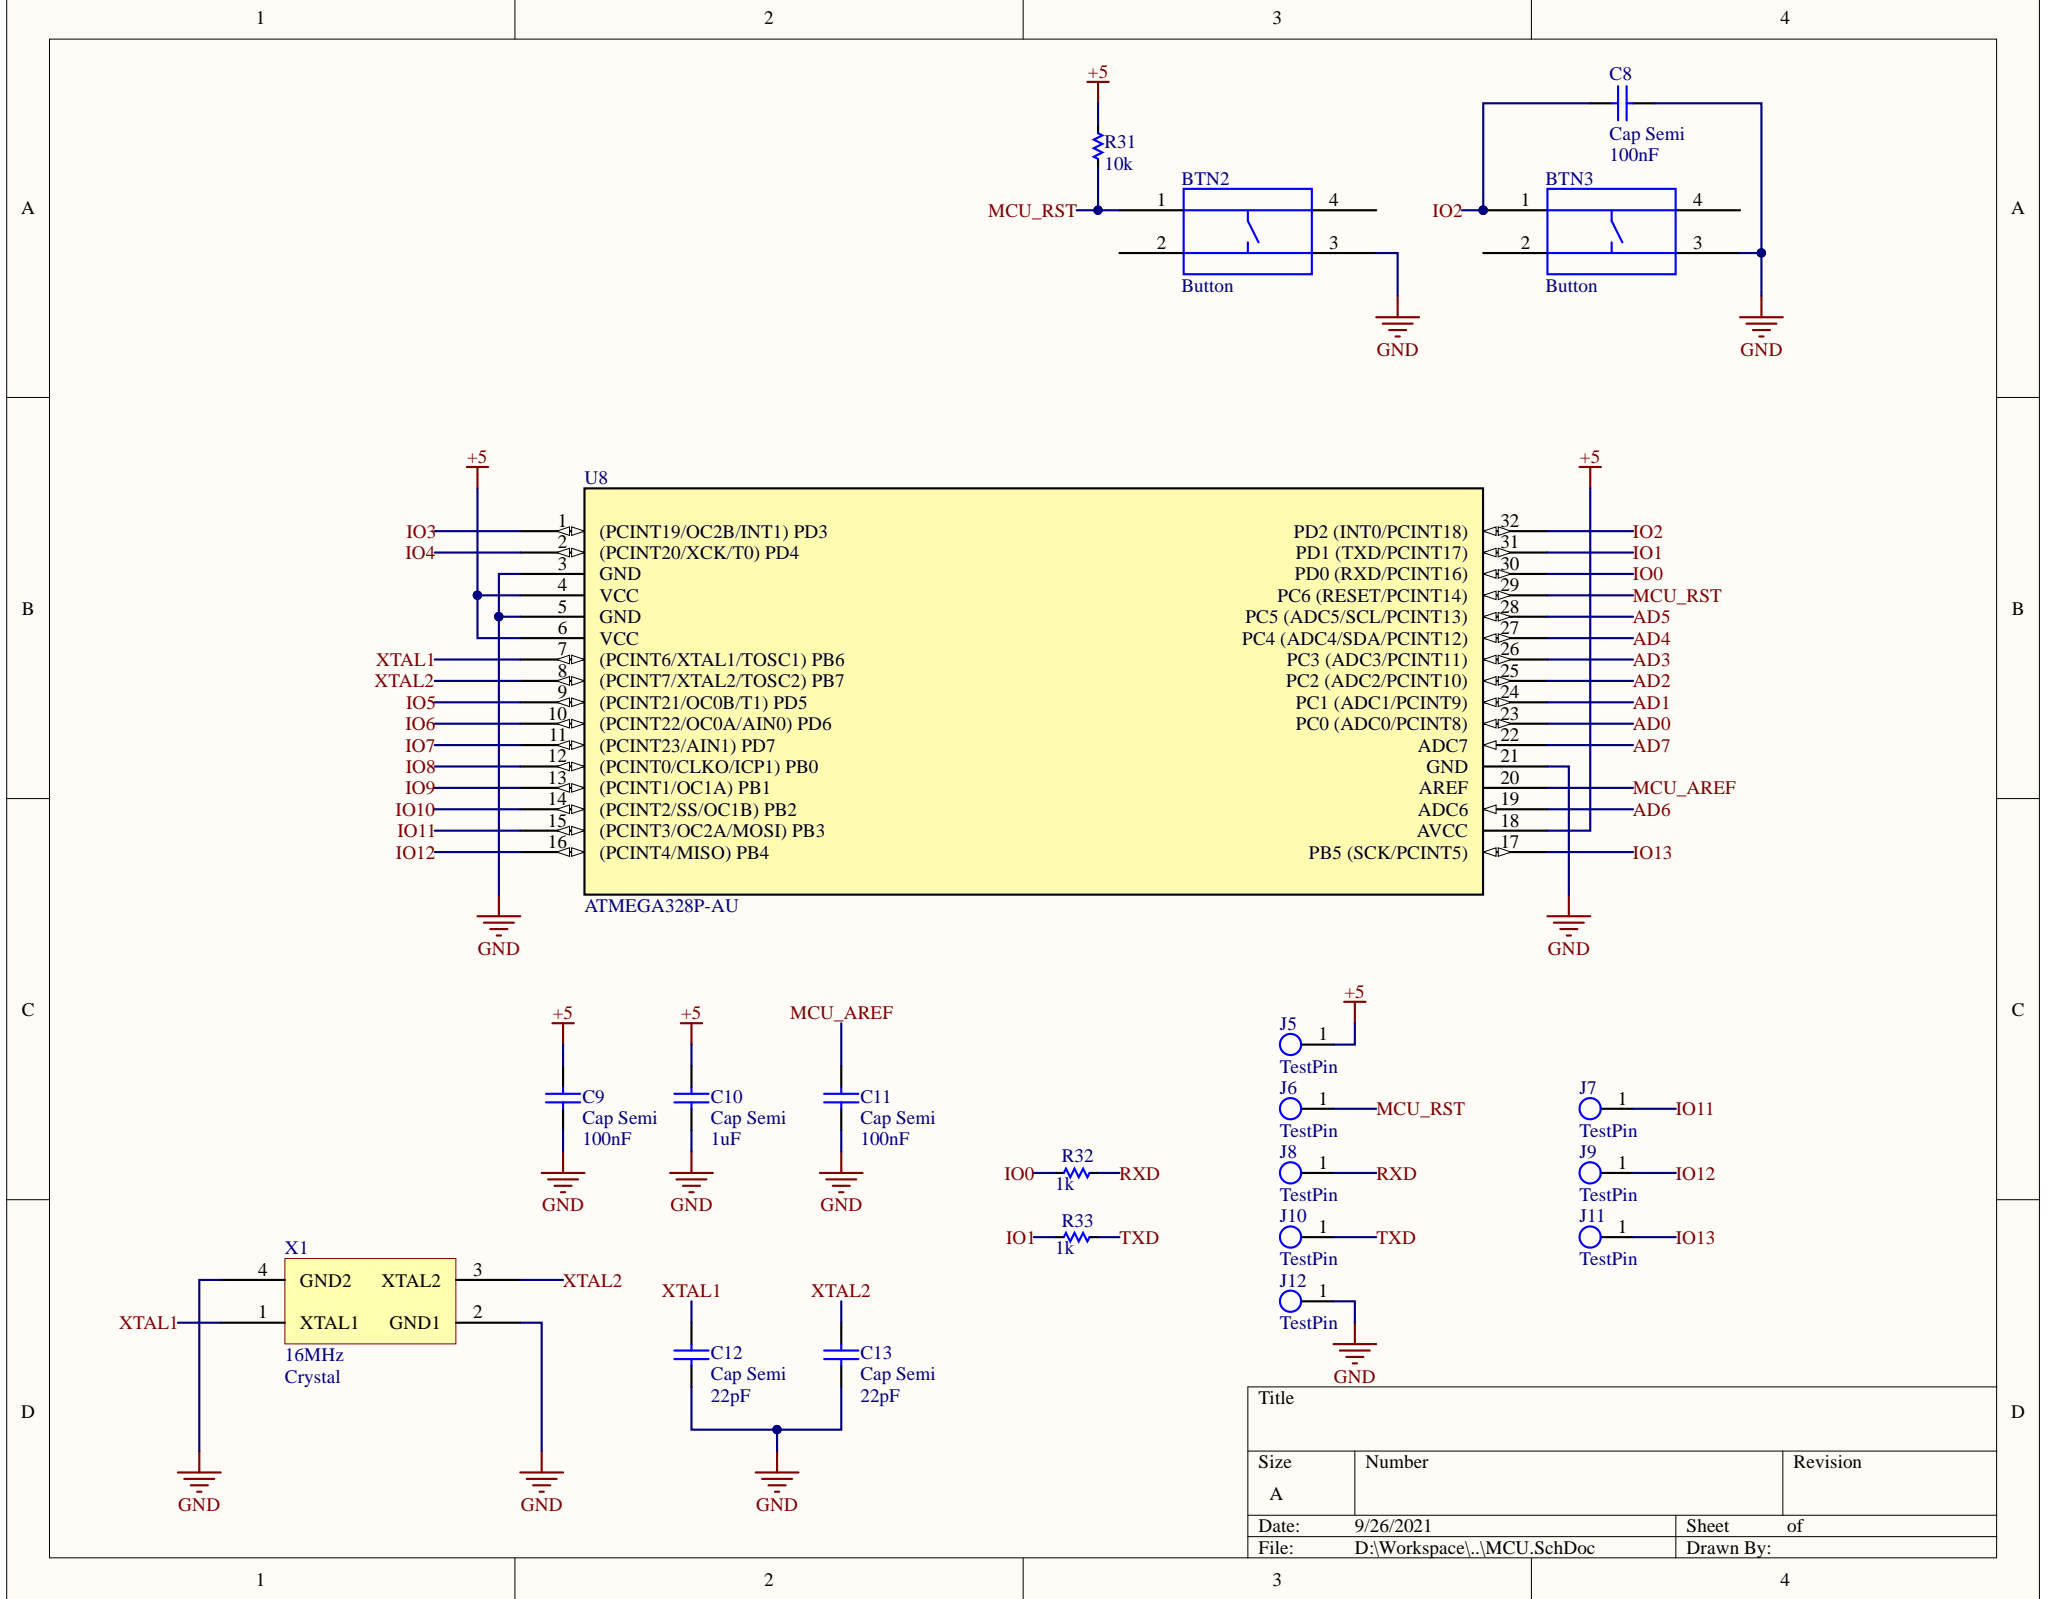 1 2 3 4
A A
B B
C C
D D
+5
R31
10k
MCU_RST
BTN2
1 4
2 3
Button
GND
C8
Cap Semi
100nF
IO2
BTN3
1 4
2 3
Button
GND
+5 +5
U8
IO3 1 (PCINT19/OC2B/INT1) PD3 PD2 (INT0/PCINT18) 32 IO2
IO4 2 (PCINT20/XCK/T0) PD4 PD1 (TXD/PCINT17) 31 IO1
3 GND PD0 (RXD/PCINT16) 30 IO0
4 VCC PC6 (RESET/PCINT14) 29 MCU_RST
5 GND PC5 (ADC5/SCL/PCINT13) 28 AD5
6 VCC PC4 (ADC4/SDA/PCINT12) 27 AD4
XTAL1 7 (PCINT6/XTAL1/TOSC1) PB6 PC3 (ADC3/PCINT11) 26 AD3
XTAL2 8 (PCINT7/XTAL2/TOSC2) PB7 PC2 (ADC2/PCINT10) 25 AD2
IO5 9 (PCINT21/OC0B/T1) PD5 PC1 (ADC1/PCINT9) 24 AD1
IO6 10 (PCINT22/OC0A/AIN0) PD6 PC0 (ADC0/PCINT8) 23 AD0
IO7 11 (PCINT23/AIN1) PD7 ADC7 22 AD7
IO8 12 (PCINT0/CLKO/ICP1) PB0 GND 21
IO9 13 (PCINT1/OC1A) PB1 AREF 20 MCU_AREF
IO10 14 (PCINT2/SS/OC1B) PB2 ADC6 19 AD6
IO11 15 (PCINT3/OC2A/MOSI) PB3 AVCC 18
IO12 16 (PCINT4/MISO) PB4 PB5 (SCK/PCINT5) 17 IO13
ATMEGA328P-AU
GND GND
+5
C9
Cap Semi
100nF
GND
+5
C10
Cap Semi
1uF
GND
MCU_AREF
C11
Cap Semi
100nF
GND
R32
IO0 RXD
1k
R33
IO1 TXD
1k
+5
J5
1
TestPin
J6
1 MCU_RST
TestPin
J8
1 RXD
TestPin
J10
1 TXD
TestPin
J12
1
TestPin
GND
J7
1 IO11
TestPin
J9
1 IO12
TestPin
J11
1 IO13
TestPin
X1
4 GND2 XTAL2 3 XTAL2
XTAL1 1 XTAL1 GND1 2
16MHz
Crystal
GND GND
XTAL1
C12
Cap Semi
22pF
XTAL2
C13
Cap Semi
22pF
GND
Title
Size Number Revision
A
Date: 9/26/2021 Sheet of
File: D:\Workspace\..\MCU.SchDoc Drawn By:
1 2 3 4